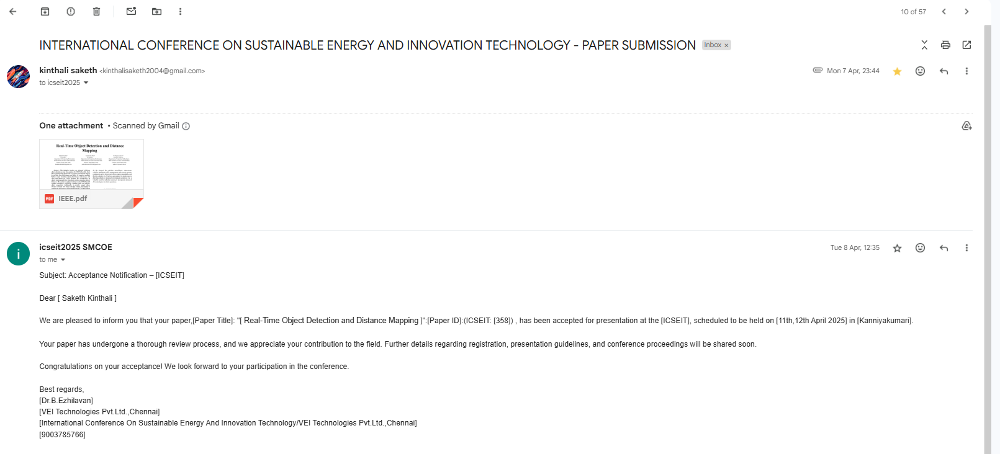 10 of 57
INTERNATIONAL CONFERENCE ON SUSTAINABLE ENERGY AND INNOVATION TECHNOLOGY - PAPER SUBMISSION Inbox ×
kinthali saketh <kinthalisaketh2004@gmail.com>
Mon 7 Apr, 23:44
to icseit2025
One attachment • Scanned by Gmail
Real-Time Object Detection and Distance
Mapping
PDF IEEE.pdf
i
icseit2025 SMCOE
Tue 8 Apr, 12:35
to me
Subject: Acceptance Notification – [ICSEIT]
Dear [ Saketh Kinthali ]
We are pleased to inform you that your paper,[Paper Title]: "[ Real-Time Object Detection and Distance Mapping ]":[Paper ID]:(ICSEIT: [358]) , has been accepted for presentation at the [ICSEIT], scheduled to be held on [11th,12th April 2025] in [Kanniyakumari].
Your paper has undergone a thorough review process, and we appreciate your contribution to the field. Further details regarding registration, presentation guidelines, and conference proceedings will be shared soon.
Congratulations on your acceptance! We look forward to your participation in the conference.
Best regards,
[Dr.B.Ezhilavan]
[VEI Technologies Pvt.Ltd.,Chennai]
[International Conference On Sustainable Energy And Innovation Technology/VEI Technologies Pvt.Ltd.,Chennai]
[9003785766]